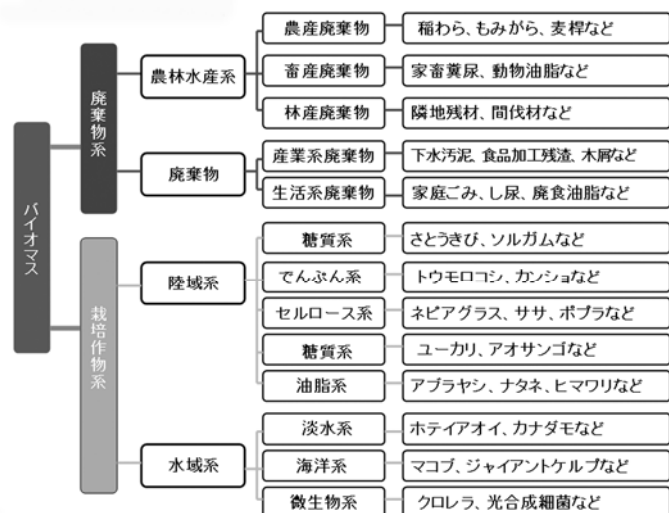 バイオマス
廃棄物系
農林水産系
農産廃棄物
稲わら、もみがら、麦桿など
畜産廃棄物
家畜糞尿、動物油脂など
林産廃棄物
隣地残材、間伐材など
廃棄物
産業系廃棄物
下水汚泥、食品加工残渣、木屑など
生活系廃棄物
家庭ごみ、し尿、廃食油脂など
栽培作物系
陸域系
糖質系
さとうきび、ソルガムなど
でんぷん系
トウモロコシ、カンショなど
セルロース系
ネピアグラス、ササ、ポプラなど
糖質系
ユーカリ、アオサンゴなど
油脂系
アブラヤシ、ナタネ、ヒマワリなど
水域系
淡水系
ホテイアオイ、カナダモなど
海洋系
マコブ、ジャイアントケルプなど
微生物系
クロレラ、光合成細菌など